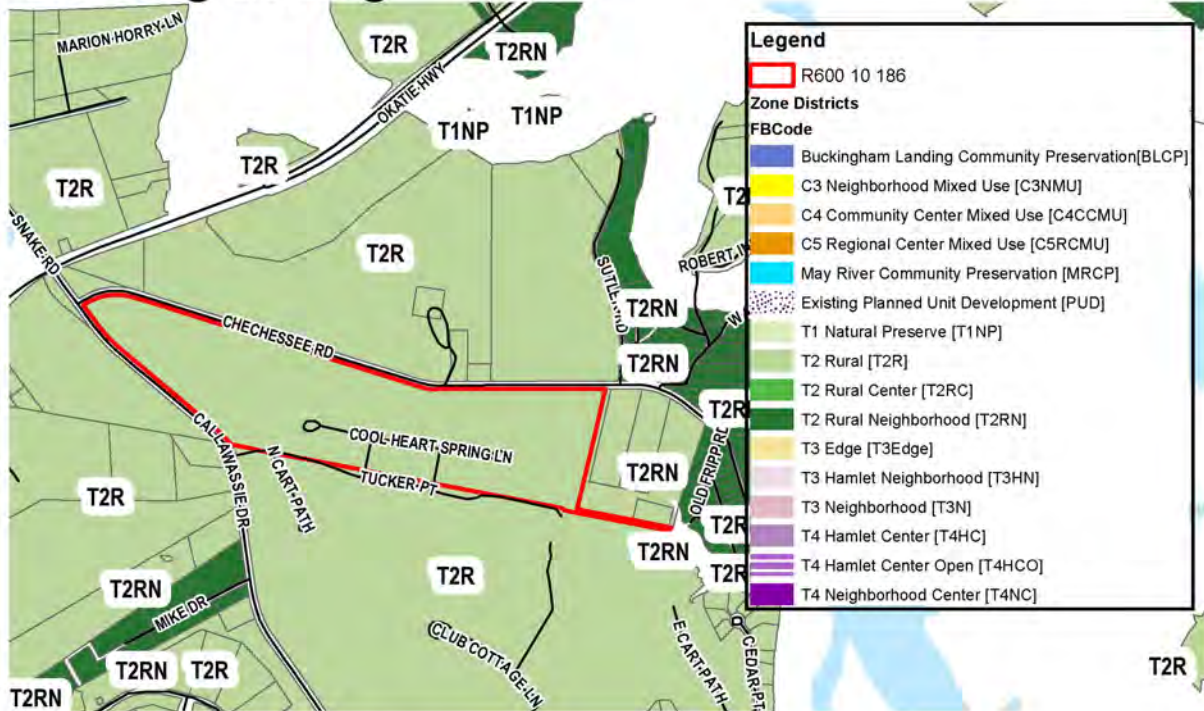 MARION HORRY LN
T2R
T2RN
OKATIE HWY
T1NP
T1NP
T2R
T2R
SNAKE RD
T2R
SUTLER RD
ROBERT
T2RN
CHECHESSEE RD
T2RN
CALLAWASSIE DR
N CART PATH
COOL HEART SPRING LN
TUCKER PT
T2RN
OLD FRIPP RD
T2R
T2RN
T2R
T2RN
MIKE DR
CLUB COTTAGE LN
E CART PATH
CEDAR PT
T2RN
T2R
T2RN
T2R
Legend
R600 10 186
Zone Districts
FBCode
Buckingham Landing Community Preservation[BLCP]
C3 Neighborhood Mixed Use [C3NMU]
C4 Community Center Mixed Use [C4CCMU]
C5 Regional Center Mixed Use [C5RCMU]
May River Community Preservation [MRCP]
Existing Planned Unit Development [PUD]
T1 Natural Preserve [T1NP]
T2 Rural [T2R]
T2 Rural Center [T2RC]
T2 Rural Neighborhood [T2RN]
T3 Edge [T3Edge]
T3 Hamlet Neighborhood [T3HN]
T3 Neighborhood [T3N]
T4 Hamlet Center [T4HC]
T4 Hamlet Center Open [T4HCO]
T4 Neighborhood Center [T4NC]